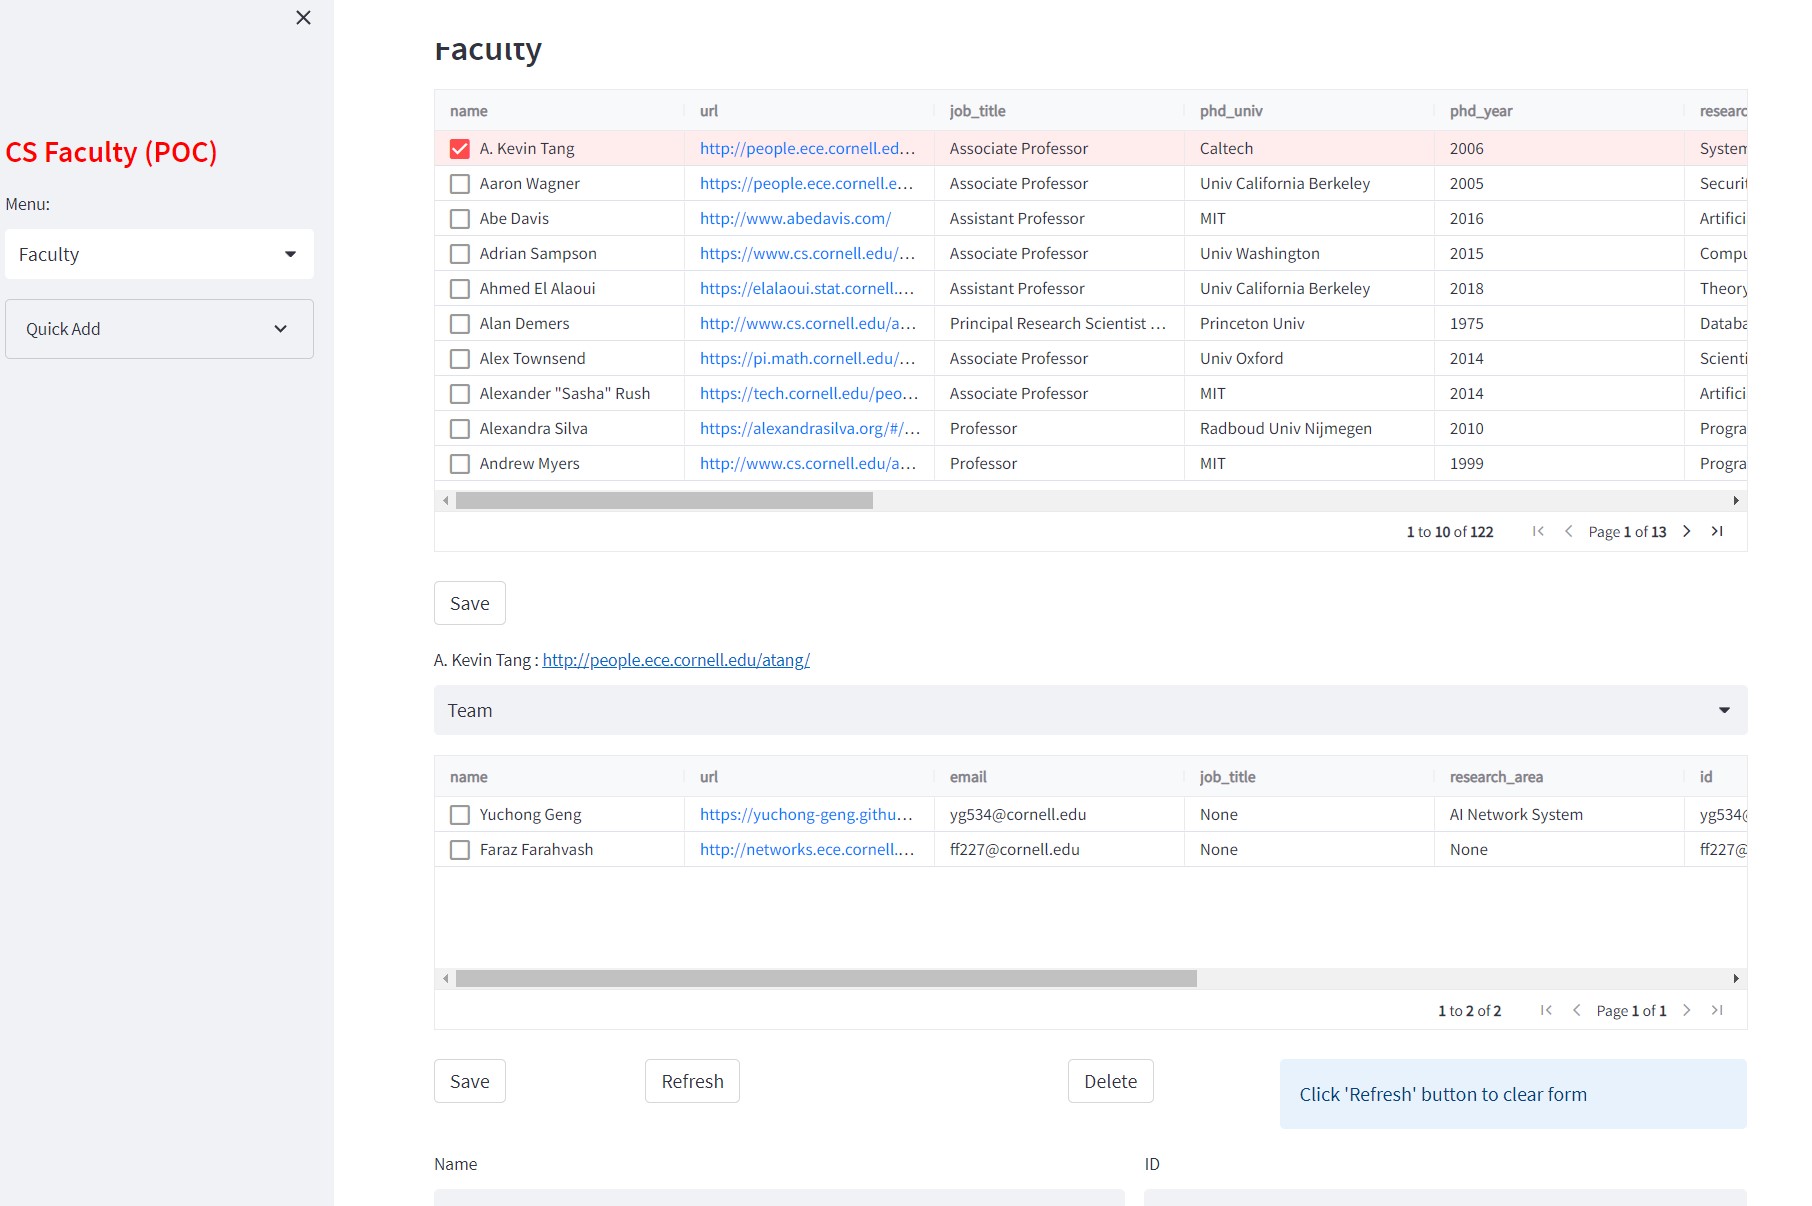 Faculty
CS Faculty (POC)
Menu:
Faculty
Quick Add
name url job_title phd_univ phd_year researc
A. Kevin Tang http://people.ece.cornell.ed... Associate Professor Caltech 2006 System
Aaron Wagner https://people.ece.cornell.e... Associate Professor Univ California Berkeley 2005 Securit
Abe Davis http://www.abedavis.com/ Assistant Professor MIT 2016 Artifici
Adrian Sampson https://www.cs.cornell.edu/... Associate Professor Univ Washington 2015 Compu
Ahmed El Alaoui https://elalaoui.stat.cornell.... Assistant Professor Univ California Berkeley 2018 Theory
Alan Demers http://www.cs.cornell.edu/a... Principal Research Scientist ... Princeton Univ 1975 Databa
Alex Townsend https://pi.math.cornell.edu/... Associate Professor Univ Oxford 2014 Scienti
Alexander "Sasha" Rush https://tech.cornell.edu/peo... Associate Professor MIT 2014 Artifici
Alexandra Silva https://alexandrasilva.org/#/... Professor Radboud Univ Nijmegen 2010 Progra
Andrew Myers http://www.cs.cornell.edu/a... Professor MIT 1999 Progra
1 to 10 of 122 Page 1 of 13
Save
A. Kevin Tang : http://people.ece.cornell.edu/atang/
Team
name url email job_title research_area id
Yuchong Geng https://yuchong-geng.githu... yg534@cornell.edu None AI Network System yg534@
Faraz Farahvash http://networks.ece.cornell.... ff227@cornell.edu None None ff227@
1 to 2 of 2 Page 1 of 1
Save Refresh Delete Click 'Refresh' button to clear form
Name ID